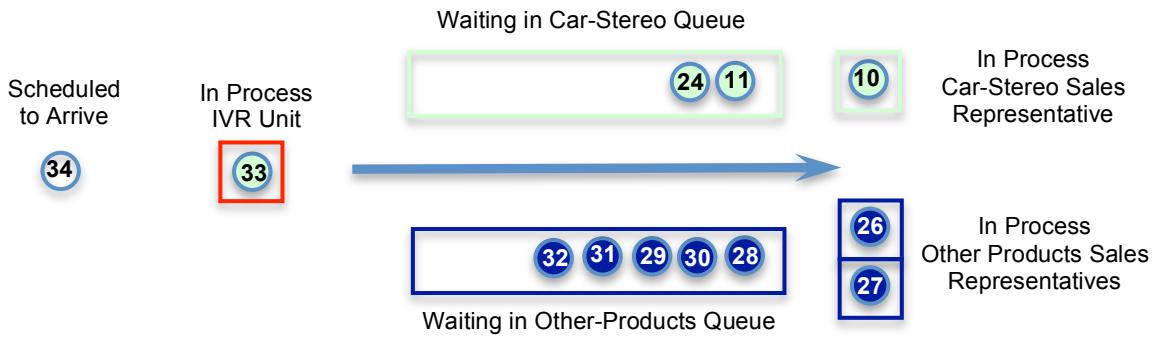 Waiting in Car-Stereo Queue
Scheduled
to Arrive
In Process
IVR Unit
24 11
10
In Process
Car-Stereo Sales
Representative
34
33
32 31 29 30 28
26
27
In Process
Other Products Sales
Representatives
Waiting in Other-Products Queue